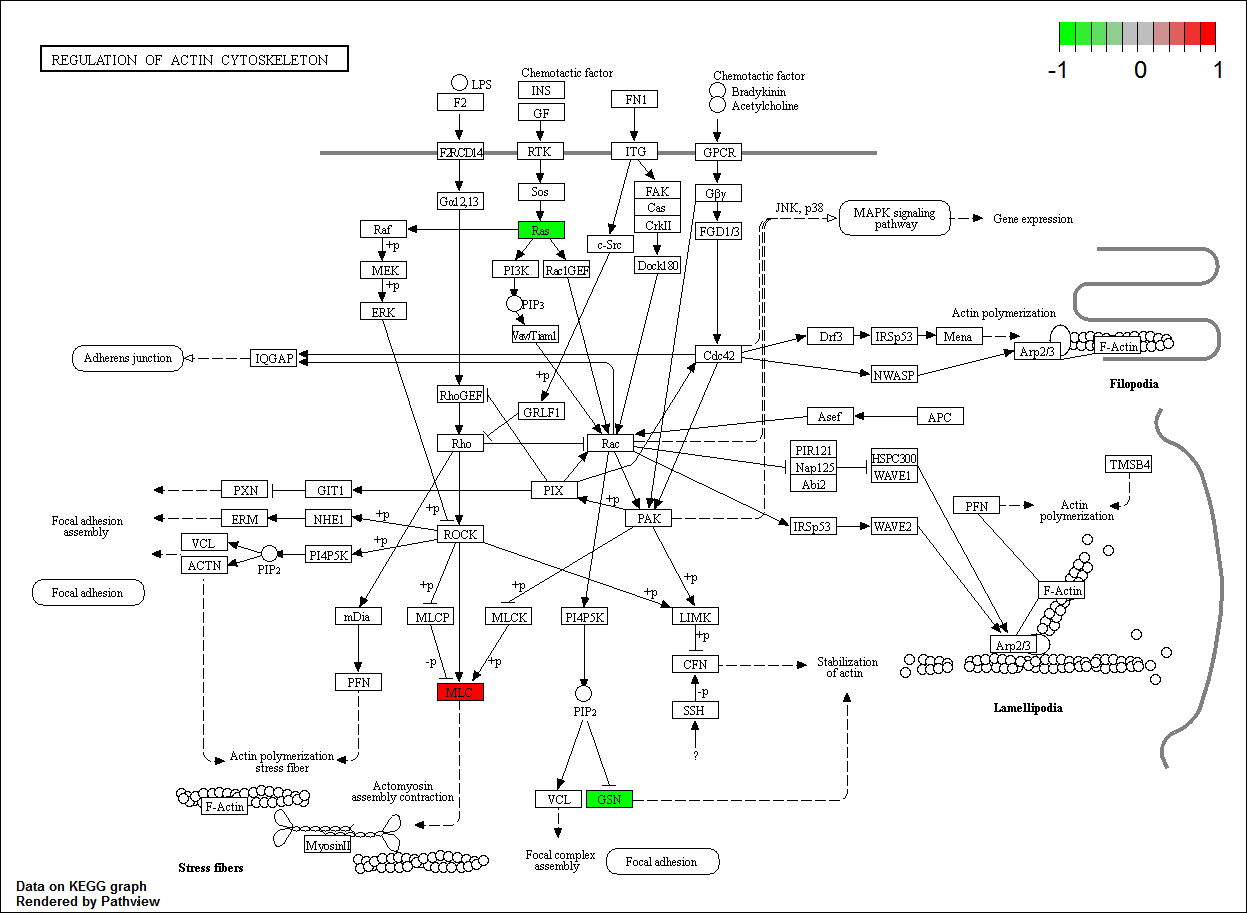 REGULATION OF ACTIN CYTOSKELETON
-1 0 1
Chemotactic factor
LPS
F2
INS
GF
FN1
Chemotactic factor
Bradykinin
Acetylcholine
F2RCD14
RTK
ITG
GPCR
Gα12,13
Sos
FAK
Cas
CrkII
Gβγ
JNK, p38
MAPK signaling
pathway
Gene expression
Raf
Ras
c-Src
FGD1/3
+p
MEK
PI3K
Rac1GEF
Dock180
+p
ERK
PIP3
Vav/Tiam1
Actin polymerization
Drf3
IRSp53
Mena
Arp2/3
F-Actin
Adherens junction
IQGAP
Cdc42
NWASP
Filopodia
+p
RhoGEF
GRLF1
Asef
APC
Rho
Rac
PIR121
Nap125
Abi2
HSPC300
WAVE1
TMSB4
PXN
GIT1
PIX
+p
+p
PFN
Actin
polymerization
Focal adhesion
assembly
ERM
NHE1
+p
PAK
IRSp53
WAVE2
ROCK
VCL
ACTN
PIP2
PI4P5K
+p
Focal adhesion
+p
+p
+p
+p
F-Actin
mDia
MLCP
MLCK
PI4P5K
LIMK
Arp2/3
+p
-p
+p
CFN
Stabilization
of actin
PFN
MLC
-p
SSH
PIP2
?
Lamellipodia
Actin polymerization
stress fiber
Actomyosin
assembly contraction
F-Actin
MyosinII
VCL
GSN
Focal complex
assembly
Focal adhesion
Stress fibers
Data on KEGG graph
Rendered by Pathview